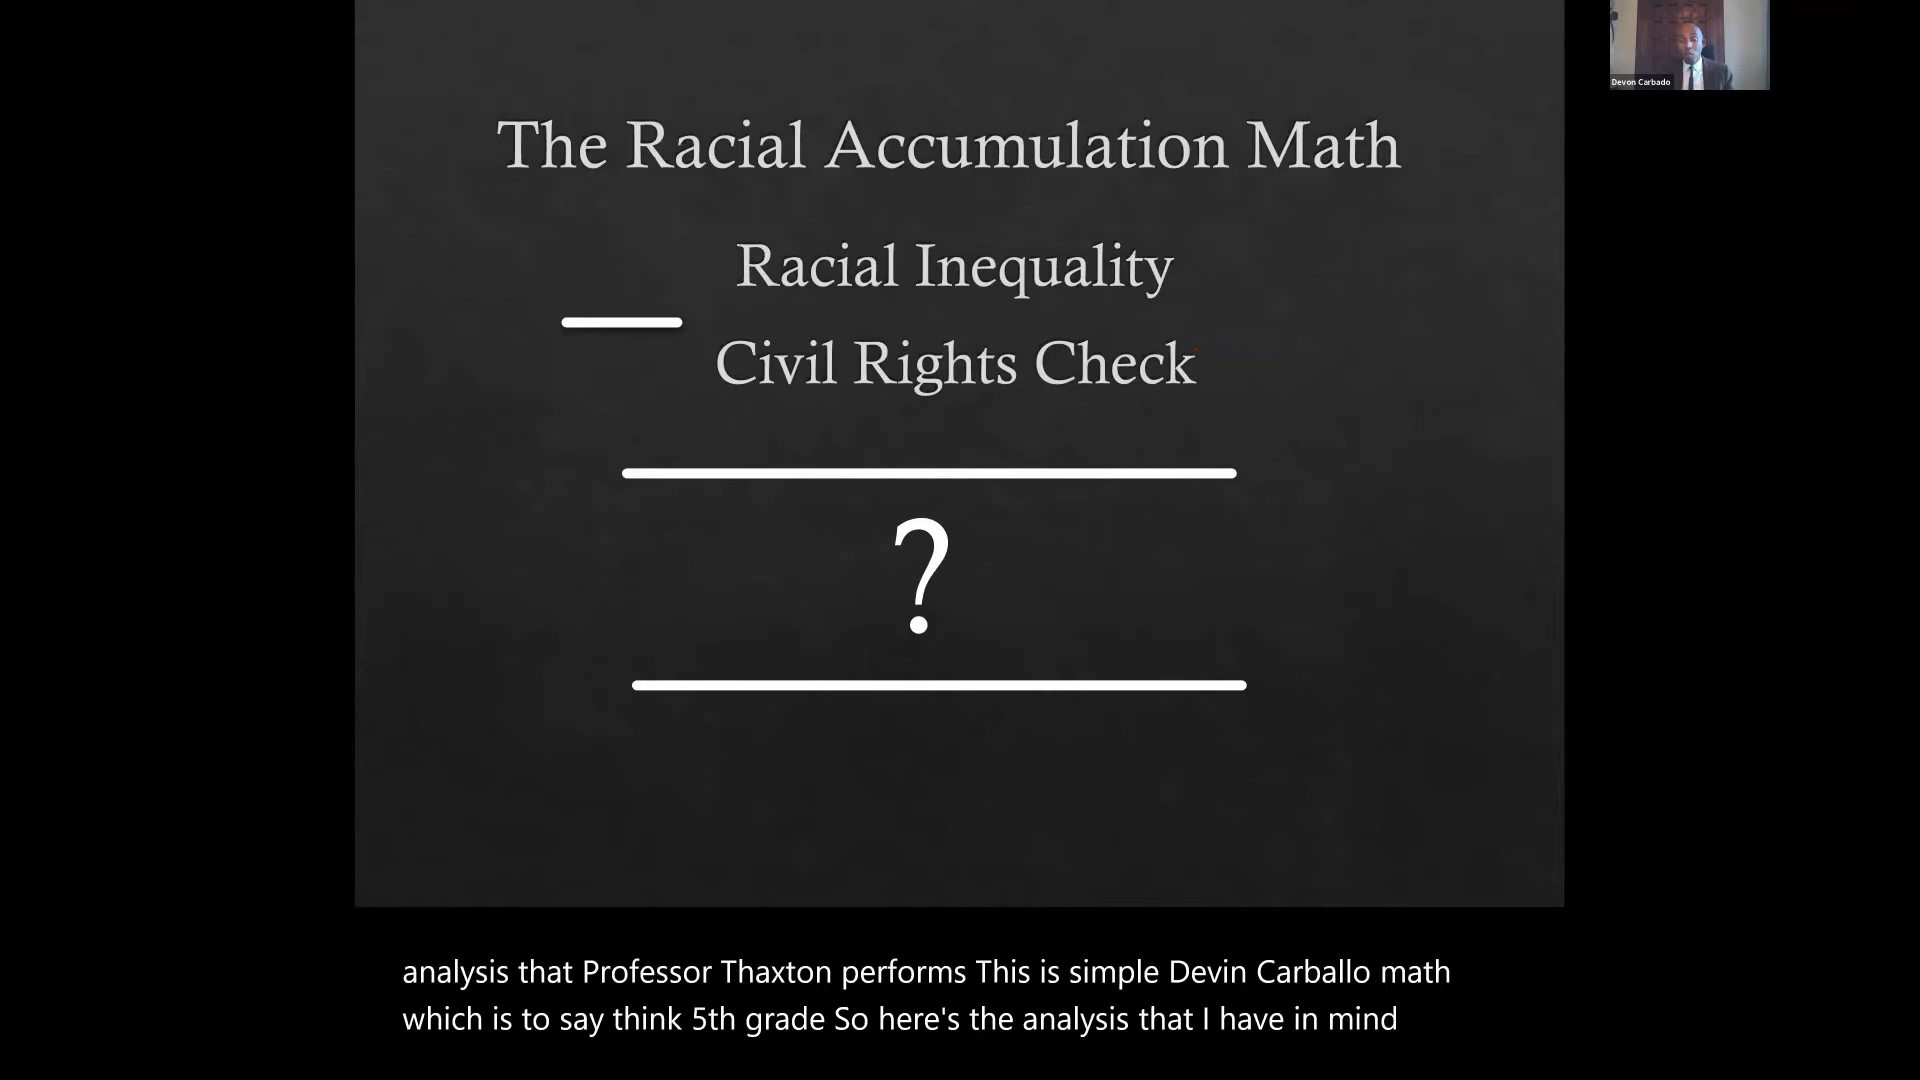 Devon Carbado
The Racial Accumulation Math
Racial Inequality
Civil Rights Check
?
analysis that Professor Thaxton performs This is simple Devin Carballo math
which is to say think 5th grade So here's the analysis that I have in mind